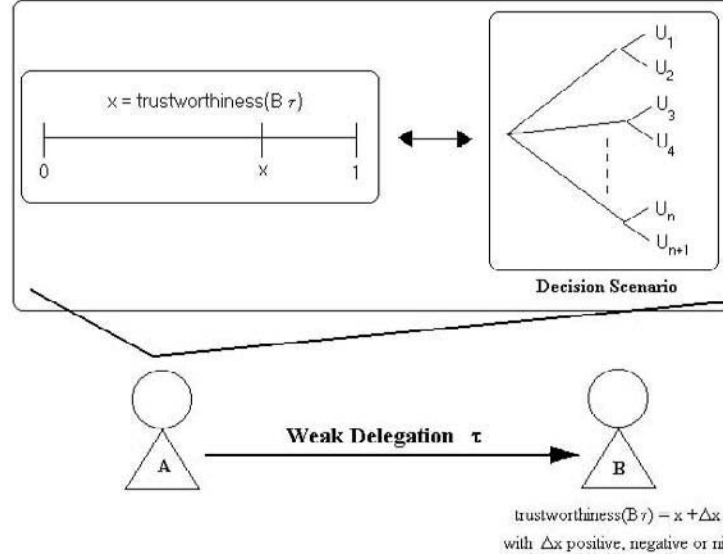 x = trustworthiness(B τ)
0
x
1
U1
U2
U3
U4
Un
Un+1
Decision Scenario
Weak Delegation τ
A
B
trustworthiness(Bτ) = x + Δx
with Δx positive, negative or